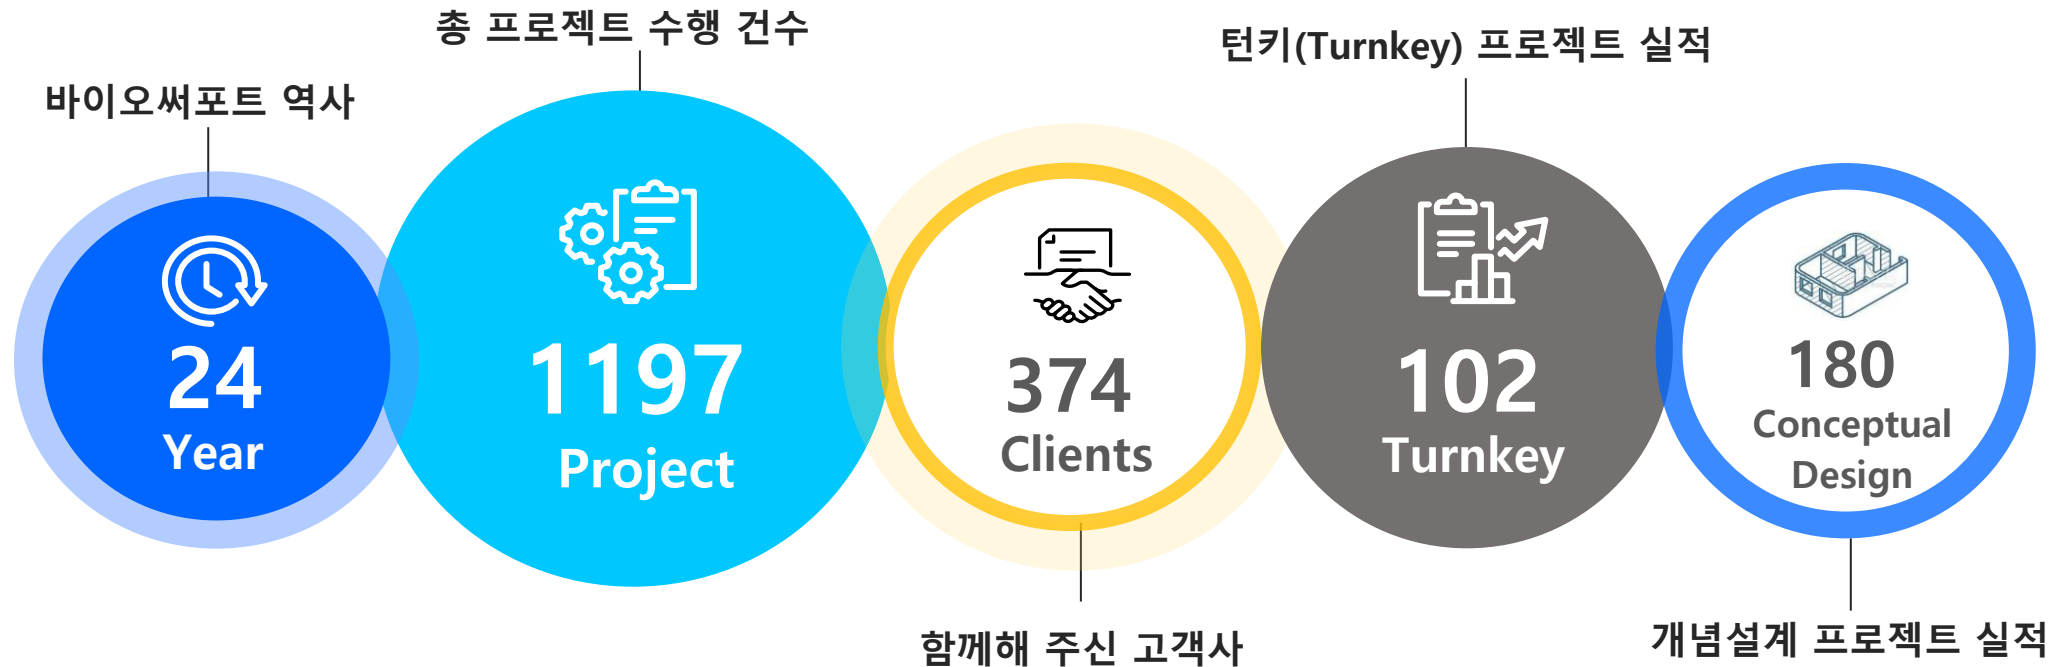 바이오써포트 역사
24
Year
총 프로젝트 수행 건수
1197
Project
374
Clients
함께해 주신 고객사
턴키(Turnkey) 프로젝트 실적
102
Turnkey
180
Conceptual
Design
개념설계 프로젝트 실적